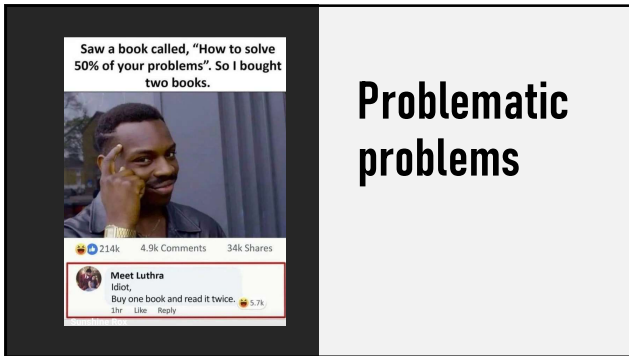 Saw a book called, “How to solve
50% of your problems”. So I bought
two books.
214k 4.9k Comments 34k Shares
Meet Luthra
Idiot,
Buy one book and read it twice.
5.7k
1hr Like Reply
Problematic
problems